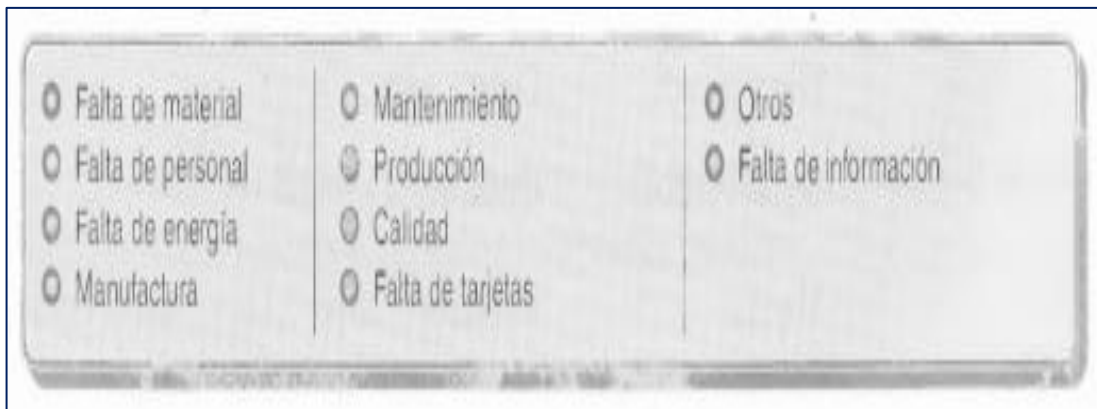 Falta de material
Falta de personal
Falta de energía
Manufactura
Mantenimiento
Producción
Calidad
Falta de tarjetas
Otros
Falta de información